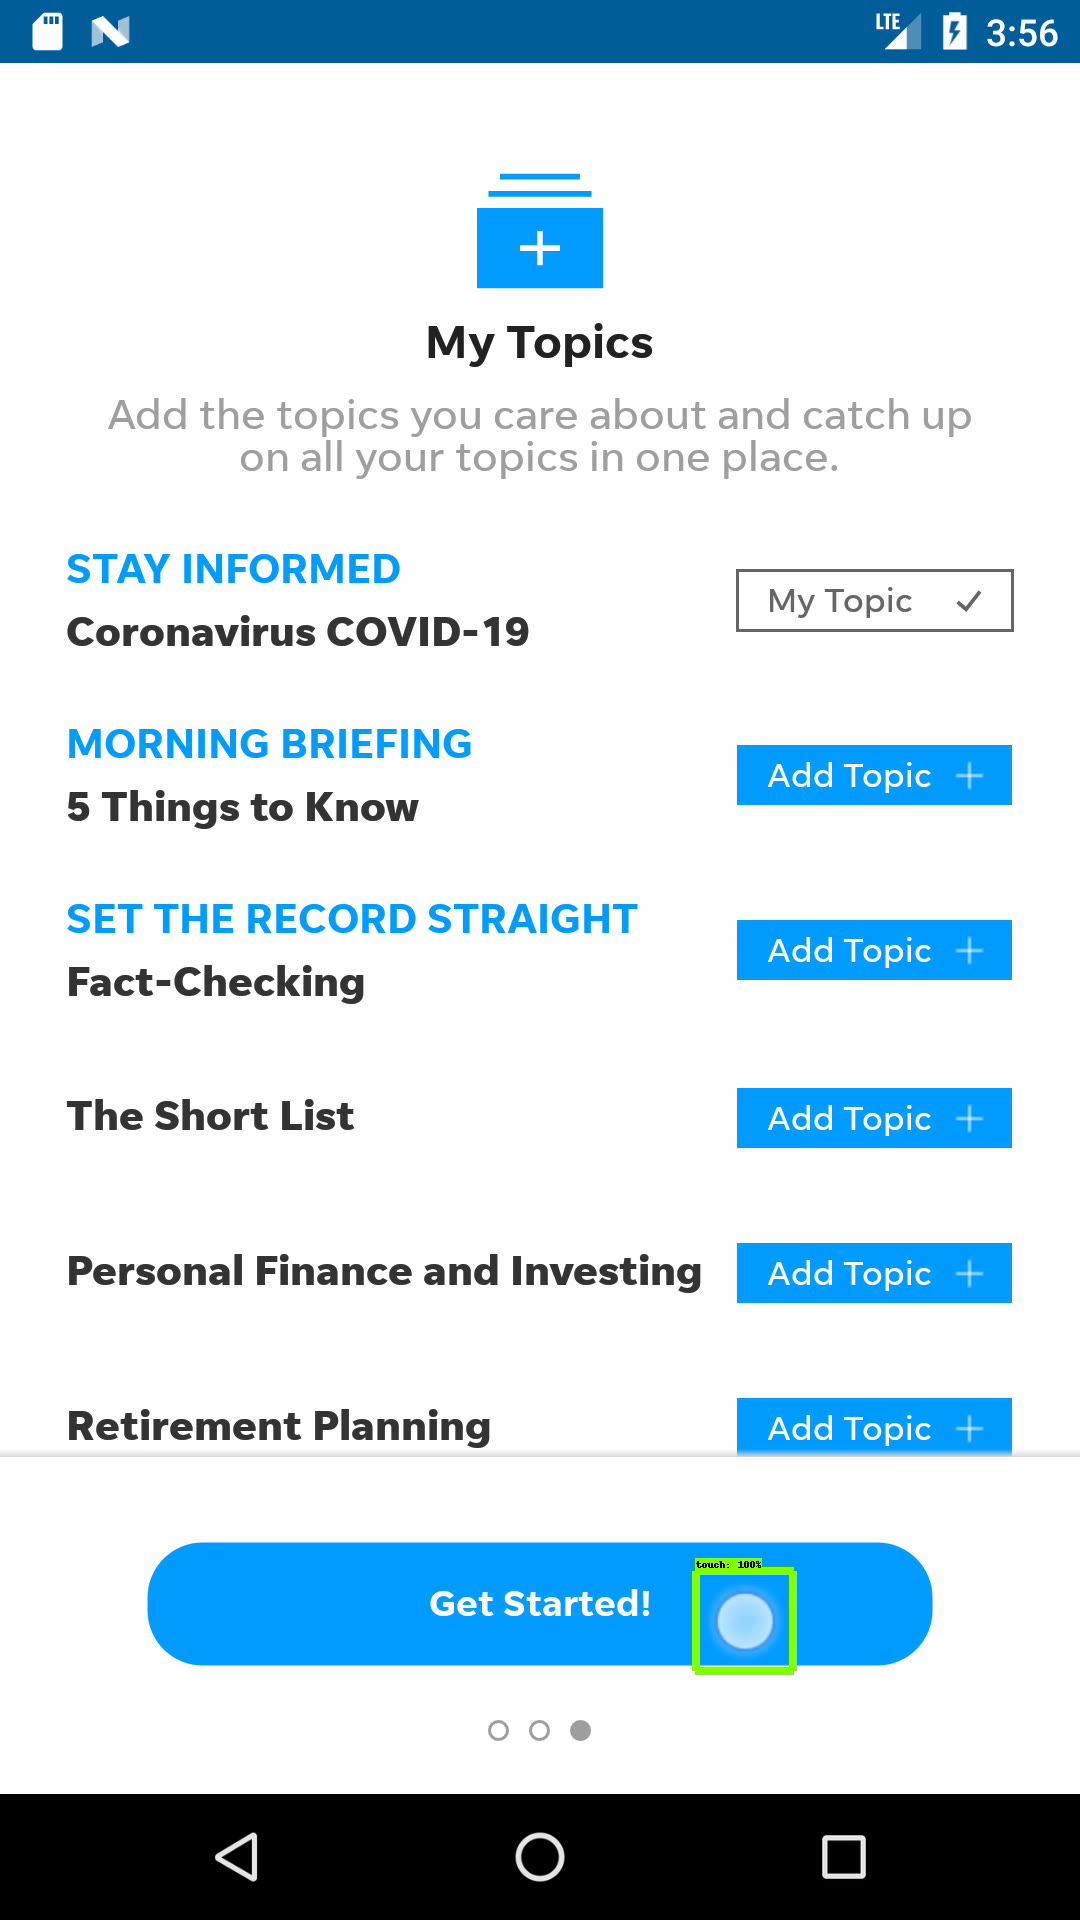 LTE 3:56
My Topics
Add the topics you care about and catch up
on all your topics in one place.
STAY INFORMED
Coronavirus COVID-19
My Topic
MORNING BRIEFING
5 Things to Know
Add Topic
SET THE RECORD STRAIGHT
Fact-Checking
Add Topic
The Short List
Add Topic
Personal Finance and Investing
Add Topic
Retirement Planning
Add Topic
touch: 100%
Get Started!